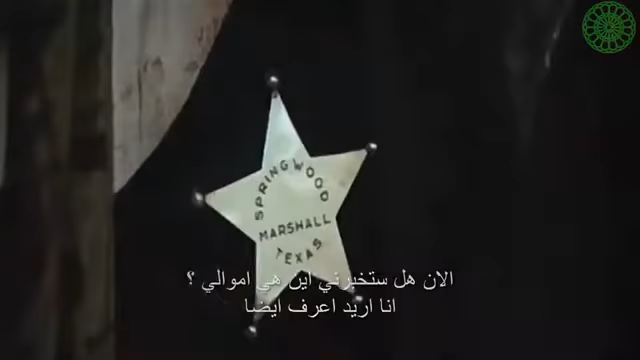 SPRINGWOOD
MARSHALL
TEXAS
الان هل ستخبرني اين هي اموالي ؟
انا اريد اعرف ايضا